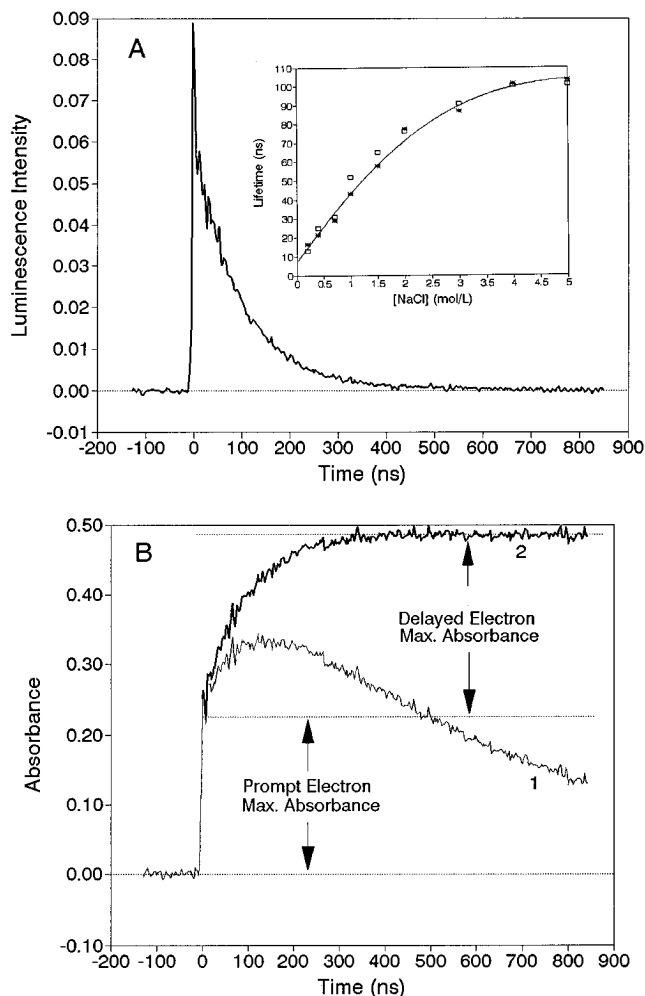 A
0.09
0.08
0.07
0.06
0.05
0.04
0.03
0.02
0.01
0.00
-0.01
Luminescence Intensity
-200 -100 0 100 200 300 400 500 600 700 800 900
Time (ns)
110
100
90
80
70
60
50
40
30
20
10
0
Lifetime (ns)
0 0.5 1 1.5 2 2.5 3 3.5 4 4.5 5
[NaCl] (mol/L)
B
0.50
0.40
0.30
0.20
0.10
0.00
-0.10
Absorbance
2
Delayed Electron
Max. Absorbance
Prompt Electron
Max. Absorbance
1
-200 -100 0 100 200 300 400 500 600 700 800 900
Time (ns)